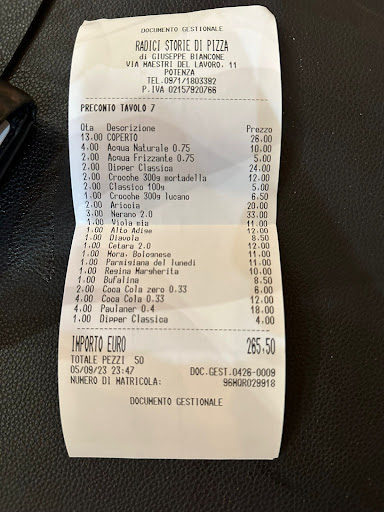 DOCUMENTO GESTIONALE
RADICI STORIE DI PIZZA
di GIUSEPPE BIANCONE
VIA MAESTRI DEL LAVORO, 11
POTENZA
TEL.0971/1803392
P.IVA 02157920766
PRECONTO TAVOLO 7
Qta Descrizione Prezzo
13.00 COPERTO 26.00
4.00 Acqua Naturale 0.75 10.00
2.00 Acqua Frizzante 0.75 5.00
2.00 Dipper Classica 24.00
2.00 Crocche 300g mortadella 12.00
2.00 Classico 100g 5.00
1.00 Crocche 300g lucano 6.50
2.00 Ariccia 20.00
3.00 Nerano 2.0 33.00
1.00 Viola mia 11.00
1.00 Alto Adige 12.00
1.00 Diavola 8.50
1.00 Cetara 2.0 12.00
1.00 Mora. Bolognese 11.00
1.00 Parmigiana del lunedi 11.00
1.00 Regina Margherita 10.00
1.00 Bufalina 8.50
2.00 Coca Cola zero 0.33 6.00
4.00 Coca Cola 0.33 12.00
4.00 Paulaner 0.4 18.00
1.00 Dipper Classica 4.00
IMPORTO EURO 265,50
TOTALE PEZZI 50
05/09/23 23:47 DOC.GEST.0426-0009
NUMERO DI MATRICOLA: 96MQR029918
DOCUMENTO GESTIONALE